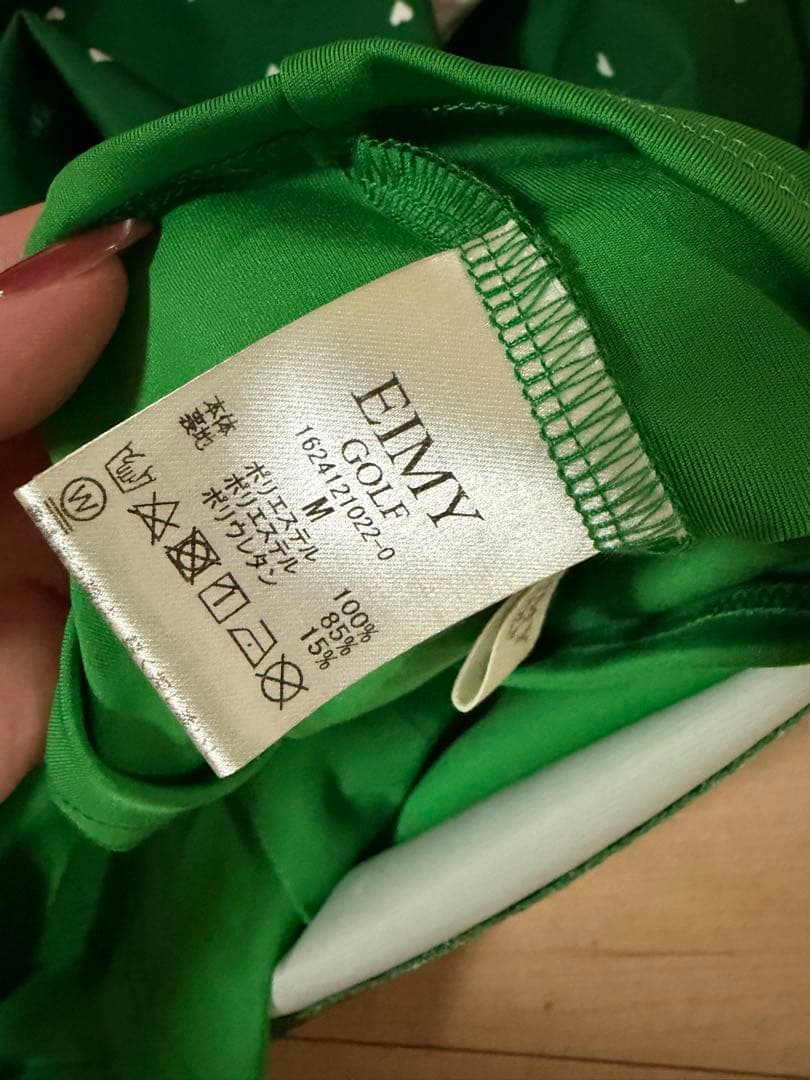 EIMY
GOLF
1624121022-0
M
本体 ポリエステル 100%
裏地 ポリエステル 85%
ポリウレタン 15%
W